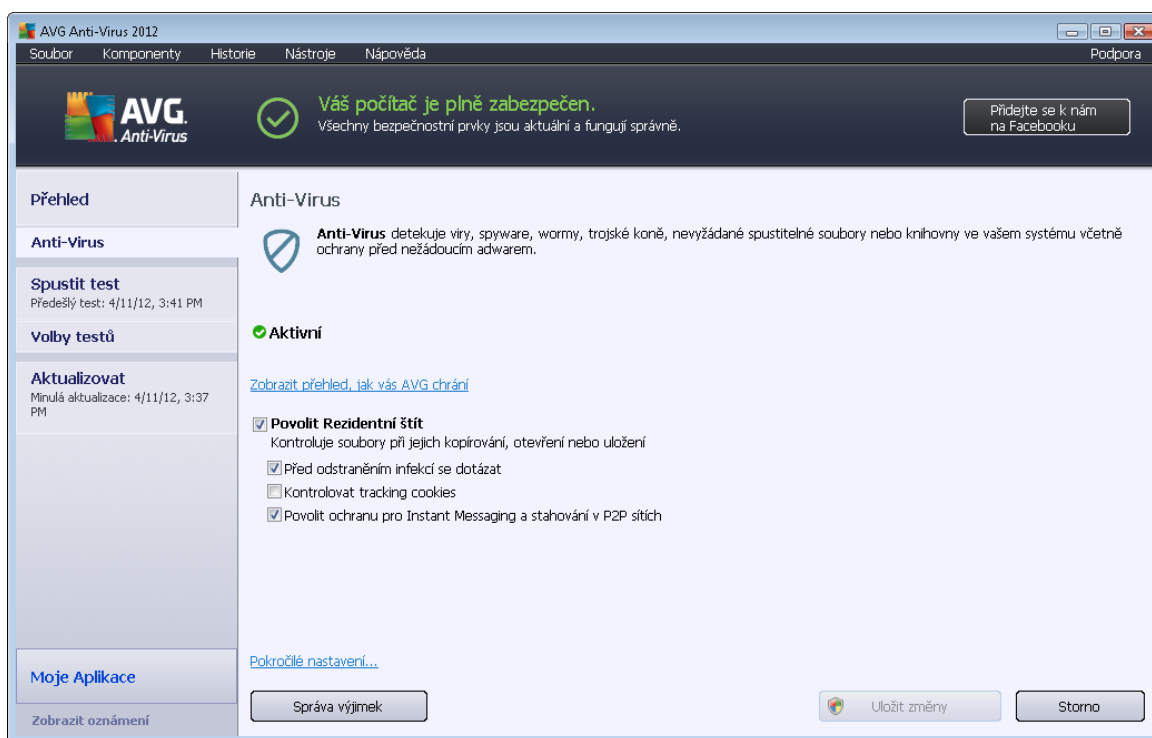 AVG Anti-Virus 2012
Soubor Komponenty Historie Nástroje Nápověda Podpora
AVG.
Anti-Virus
Váš počítač je plně zabezpečen.
Všechny bezpečnostní prvky jsou aktuální a fungují správně.
Přidejte se k nám
na Facebooku
Přehled
Anti-Virus
Spustit test
Předešlý test: 4/11/12, 3:41 PM
Volby testů
Aktualizovat
Minulá aktualizace: 4/11/12, 3:37
PM
Moje Aplikace
Zobrazit oznámení
Anti-Virus
Anti-Virus detekuje viry, spyware, wormy, trojské koně, nevyžádané spustitelné soubory nebo knihovny ve vašem systému včetně
ochrany před nežádoucím adwarem.
Aktivní
Zobrazit přehled, jak vás AVG chrání
Povolit Rezidentní štít
Kontroluje soubory při jejich kopírování, otevření nebo uložení
Před odstraněním infekcí se dotázat
Kontrolovat tracking cookies
Povolit ochranu pro Instant Messaging a stahování v P2P sítích
Pokročilé nastavení...
Správa výjimek
Uložit změny
Storno